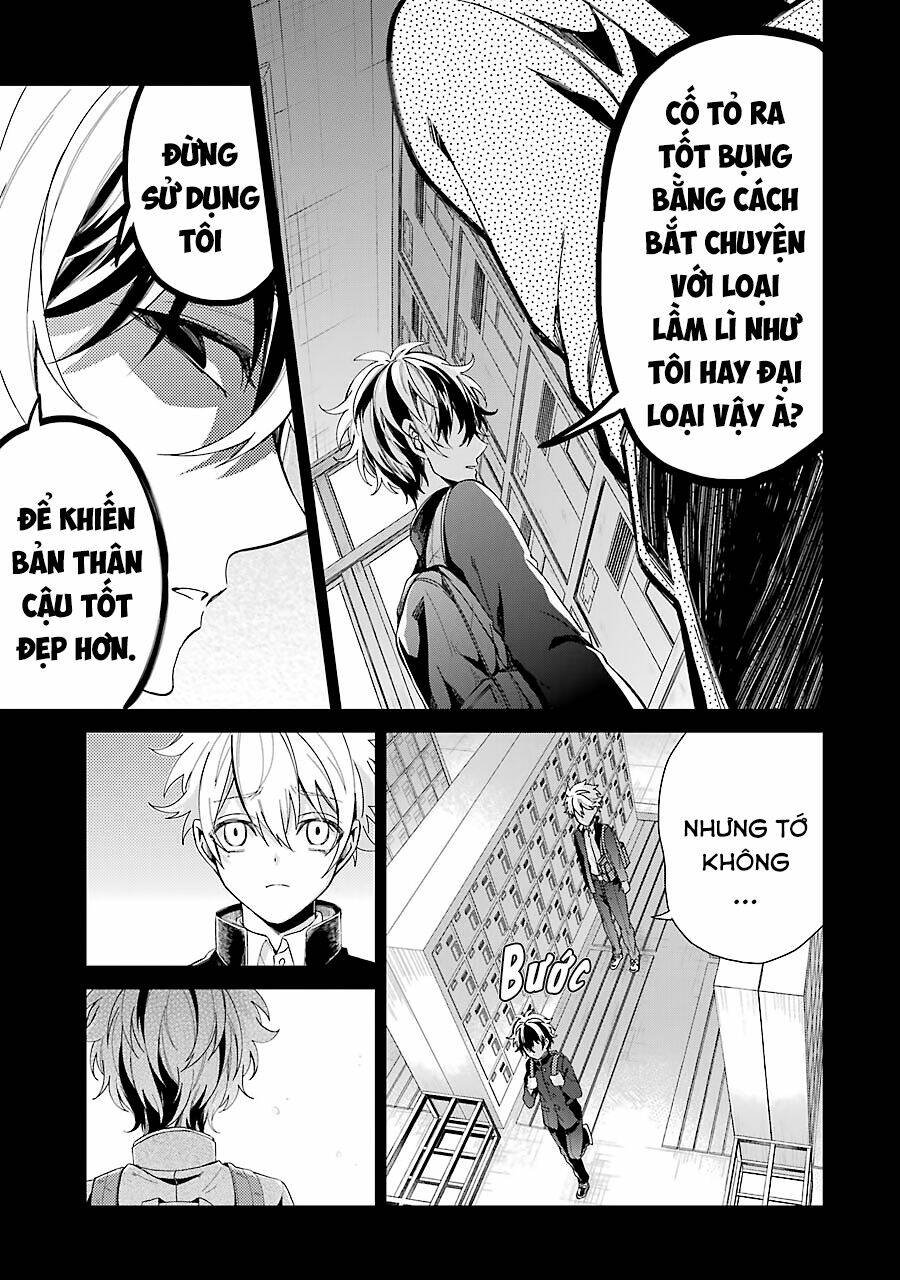 CỐ TỎ RA
TỐT BỤNG
BẰNG CÁCH
BẮT CHUYỆN
VỚI LOẠI
LẦM LÌ NHƯ
TÔI HAY ĐẠI
LOẠI VẬY À?
ĐỪNG
SỬ DỤNG
TÔI
ĐỂ KHIẾN
BẢN THÂN
CẬU TỐT
ĐẸP HƠN.
NHƯNG TỚ
KHÔNG
...
BƯỚC